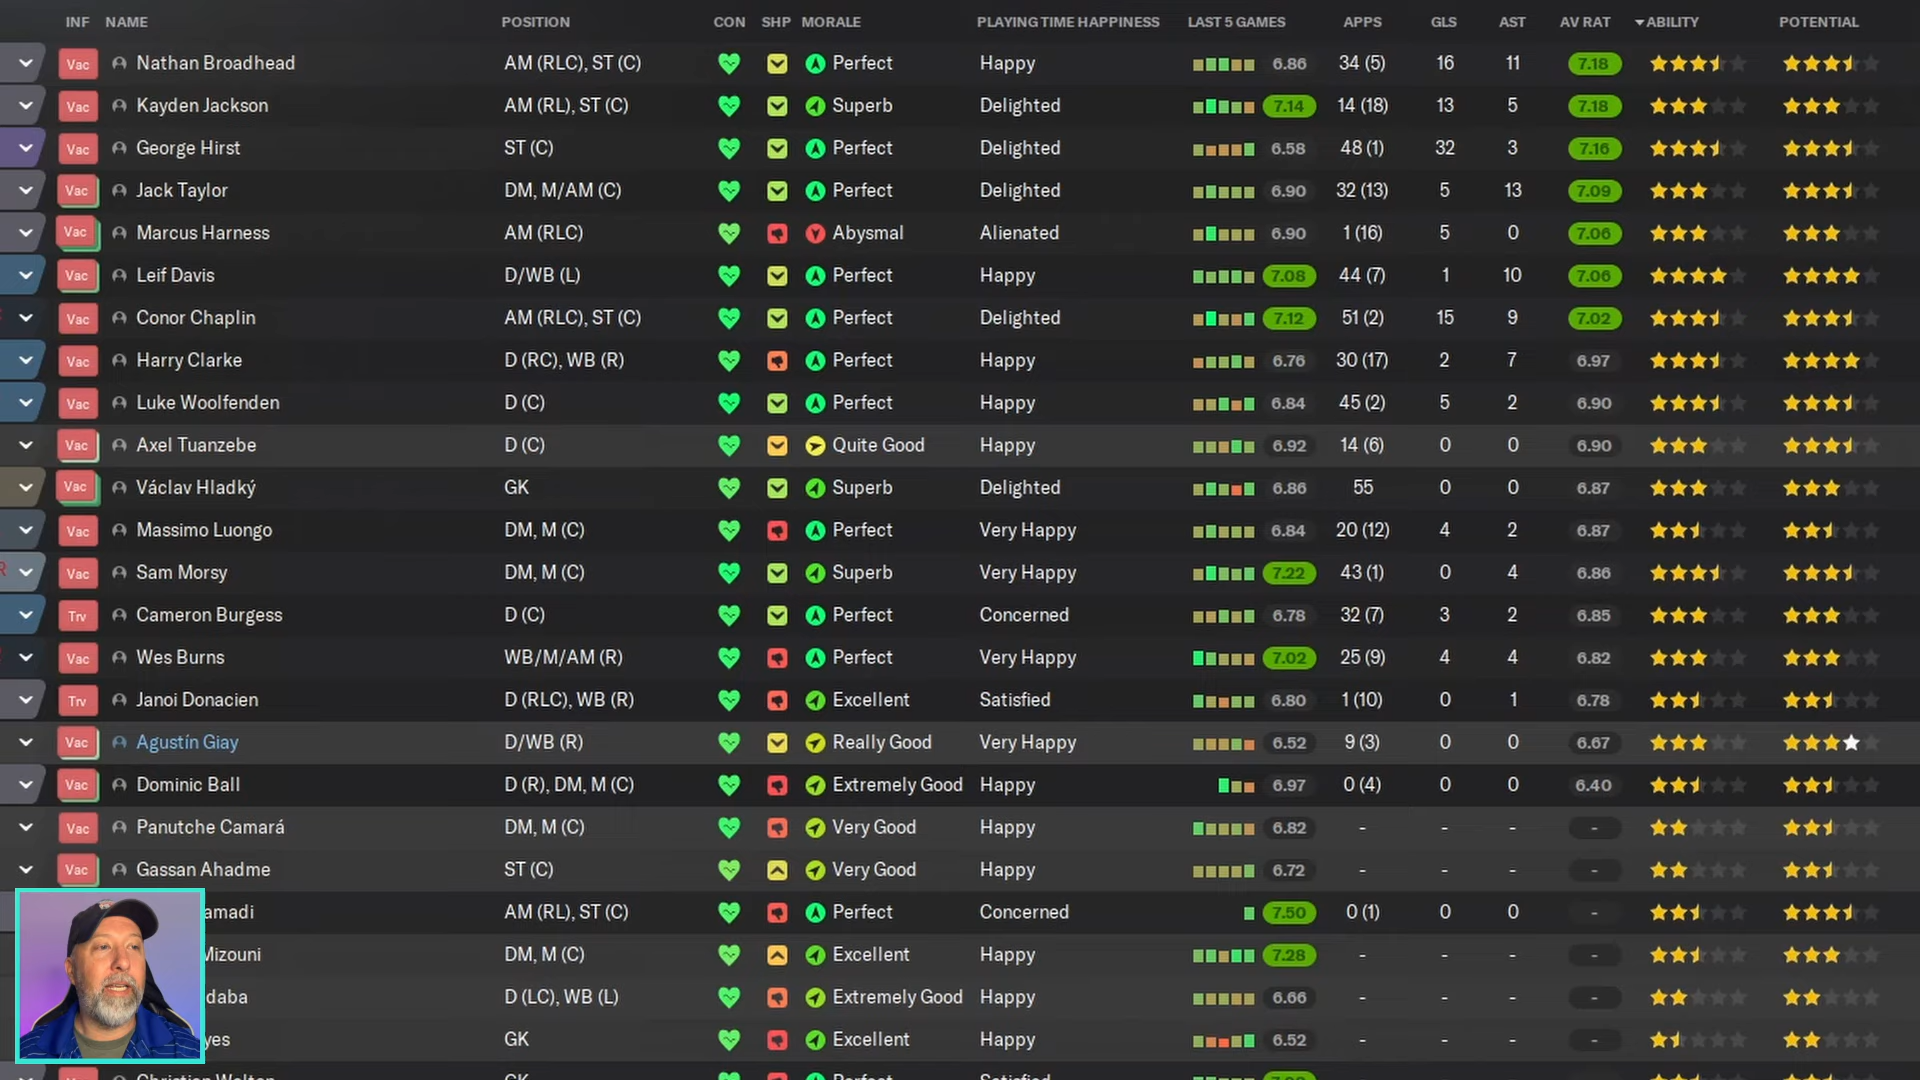 INF NAME POSITION CON SHP MORALE PLAYING TIME HAPPINESS LAST 5 GAMES APPS GLS AST AV RAT ABILITY POTENTIAL
Vac Nathan Broadhead AM (RLC), ST (C) Perfect Happy 6.86 34 (5) 16 11 7.18
Vac Kayden Jackson AM (RL), ST (C) Superb Delighted 7.14 14 (18) 13 5 7.18
Vac George Hirst ST (C) Perfect Delighted 6.58 48 (1) 32 3 7.16
Vac Jack Taylor DM, M/AM (C) Perfect Delighted 6.90 32 (13) 5 13 7.09
Vac Marcus Harness AM (RLC) Abysmal Alienated 6.90 1 (16) 5 0 7.06
Vac Leif Davis D/WB (L) Perfect Happy 7.08 44 (7) 1 10 7.06
Vac Conor Chaplin AM (RLC), ST (C) Perfect Delighted 7.12 51 (2) 15 9 7.02
Vac Harry Clarke D (RC), WB (R) Perfect Happy 6.76 30 (17) 2 7 6.97
Vac Luke Woolfenden D (C) Perfect Happy 6.84 45 (2) 5 2 6.90
Vac Axel Tuanzebe D (C) Quite Good Happy 6.92 14 (6) 0 0 6.90
Vac Václav Hladký GK Superb Delighted 6.86 55 0 0 6.87
Vac Massimo Luongo DM, M (C) Perfect Very Happy 6.84 20 (12) 4 2 6.87
R Vac Sam Morsy DM, M (C) Superb Very Happy 7.22 43 (1) 0 4 6.86
Trv Cameron Burgess D (C) Perfect Concerned 6.78 32 (7) 3 2 6.85
Vac Wes Burns WB/M/AM (R) Perfect Very Happy 7.02 25 (9) 4 4 6.82
Trv Janoi Donacien D (RLC), WB (R) Excellent Satisfied 6.80 1 (10) 0 1 6.78
Vac Agustín Giay D/WB (R) Really Good Very Happy 6.52 9 (3) 0 0 6.67
Vac Dominic Ball D (R), DM, M (C) Extremely Good Happy 6.97 0 (4) 0 0 6.40
Vac Panutche Camará DM, M (C) Very Good Happy 6.82 - - - -
Vac Gassan Ahadme ST (C) Very Good Happy 6.72 - - - -
amadi AM (RL), ST (C) Perfect Concerned 7.50 0 (1) 0 0 -
Mizouni DM, M (C) Excellent Happy 7.28 - - - -
daba D (LC), WB (L) Extremely Good Happy 6.66 - - - -
yes GK Excellent Happy 6.52 - - - -